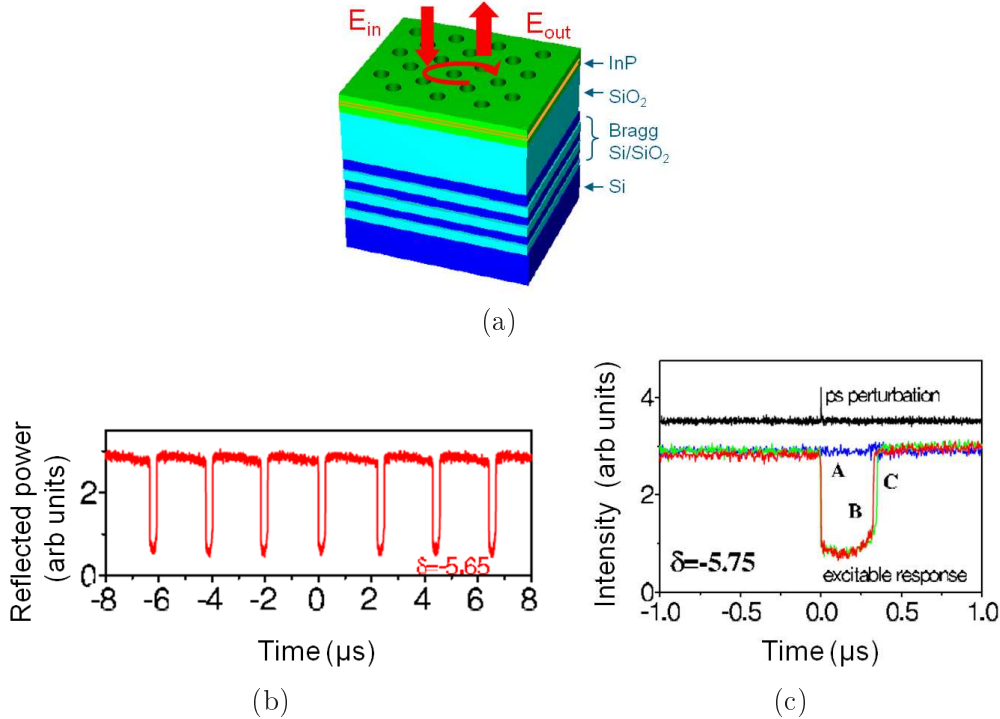 E_in
E_out
InP
SiO₂
Bragg
Si/SiO₂
Si
(a)
Reflected power
(arb units)
2
0
-8 -6 -4 -2 0 2 4 6 8
δ=-5.65
Time (µs)
(b)
Intensity (arb units)
4
2
0
-1.0 -0.5 0.0 0.5 1.0
ps perturbation
A
B
C
δ=-5.75
excitable response
Time (µs)
(c)